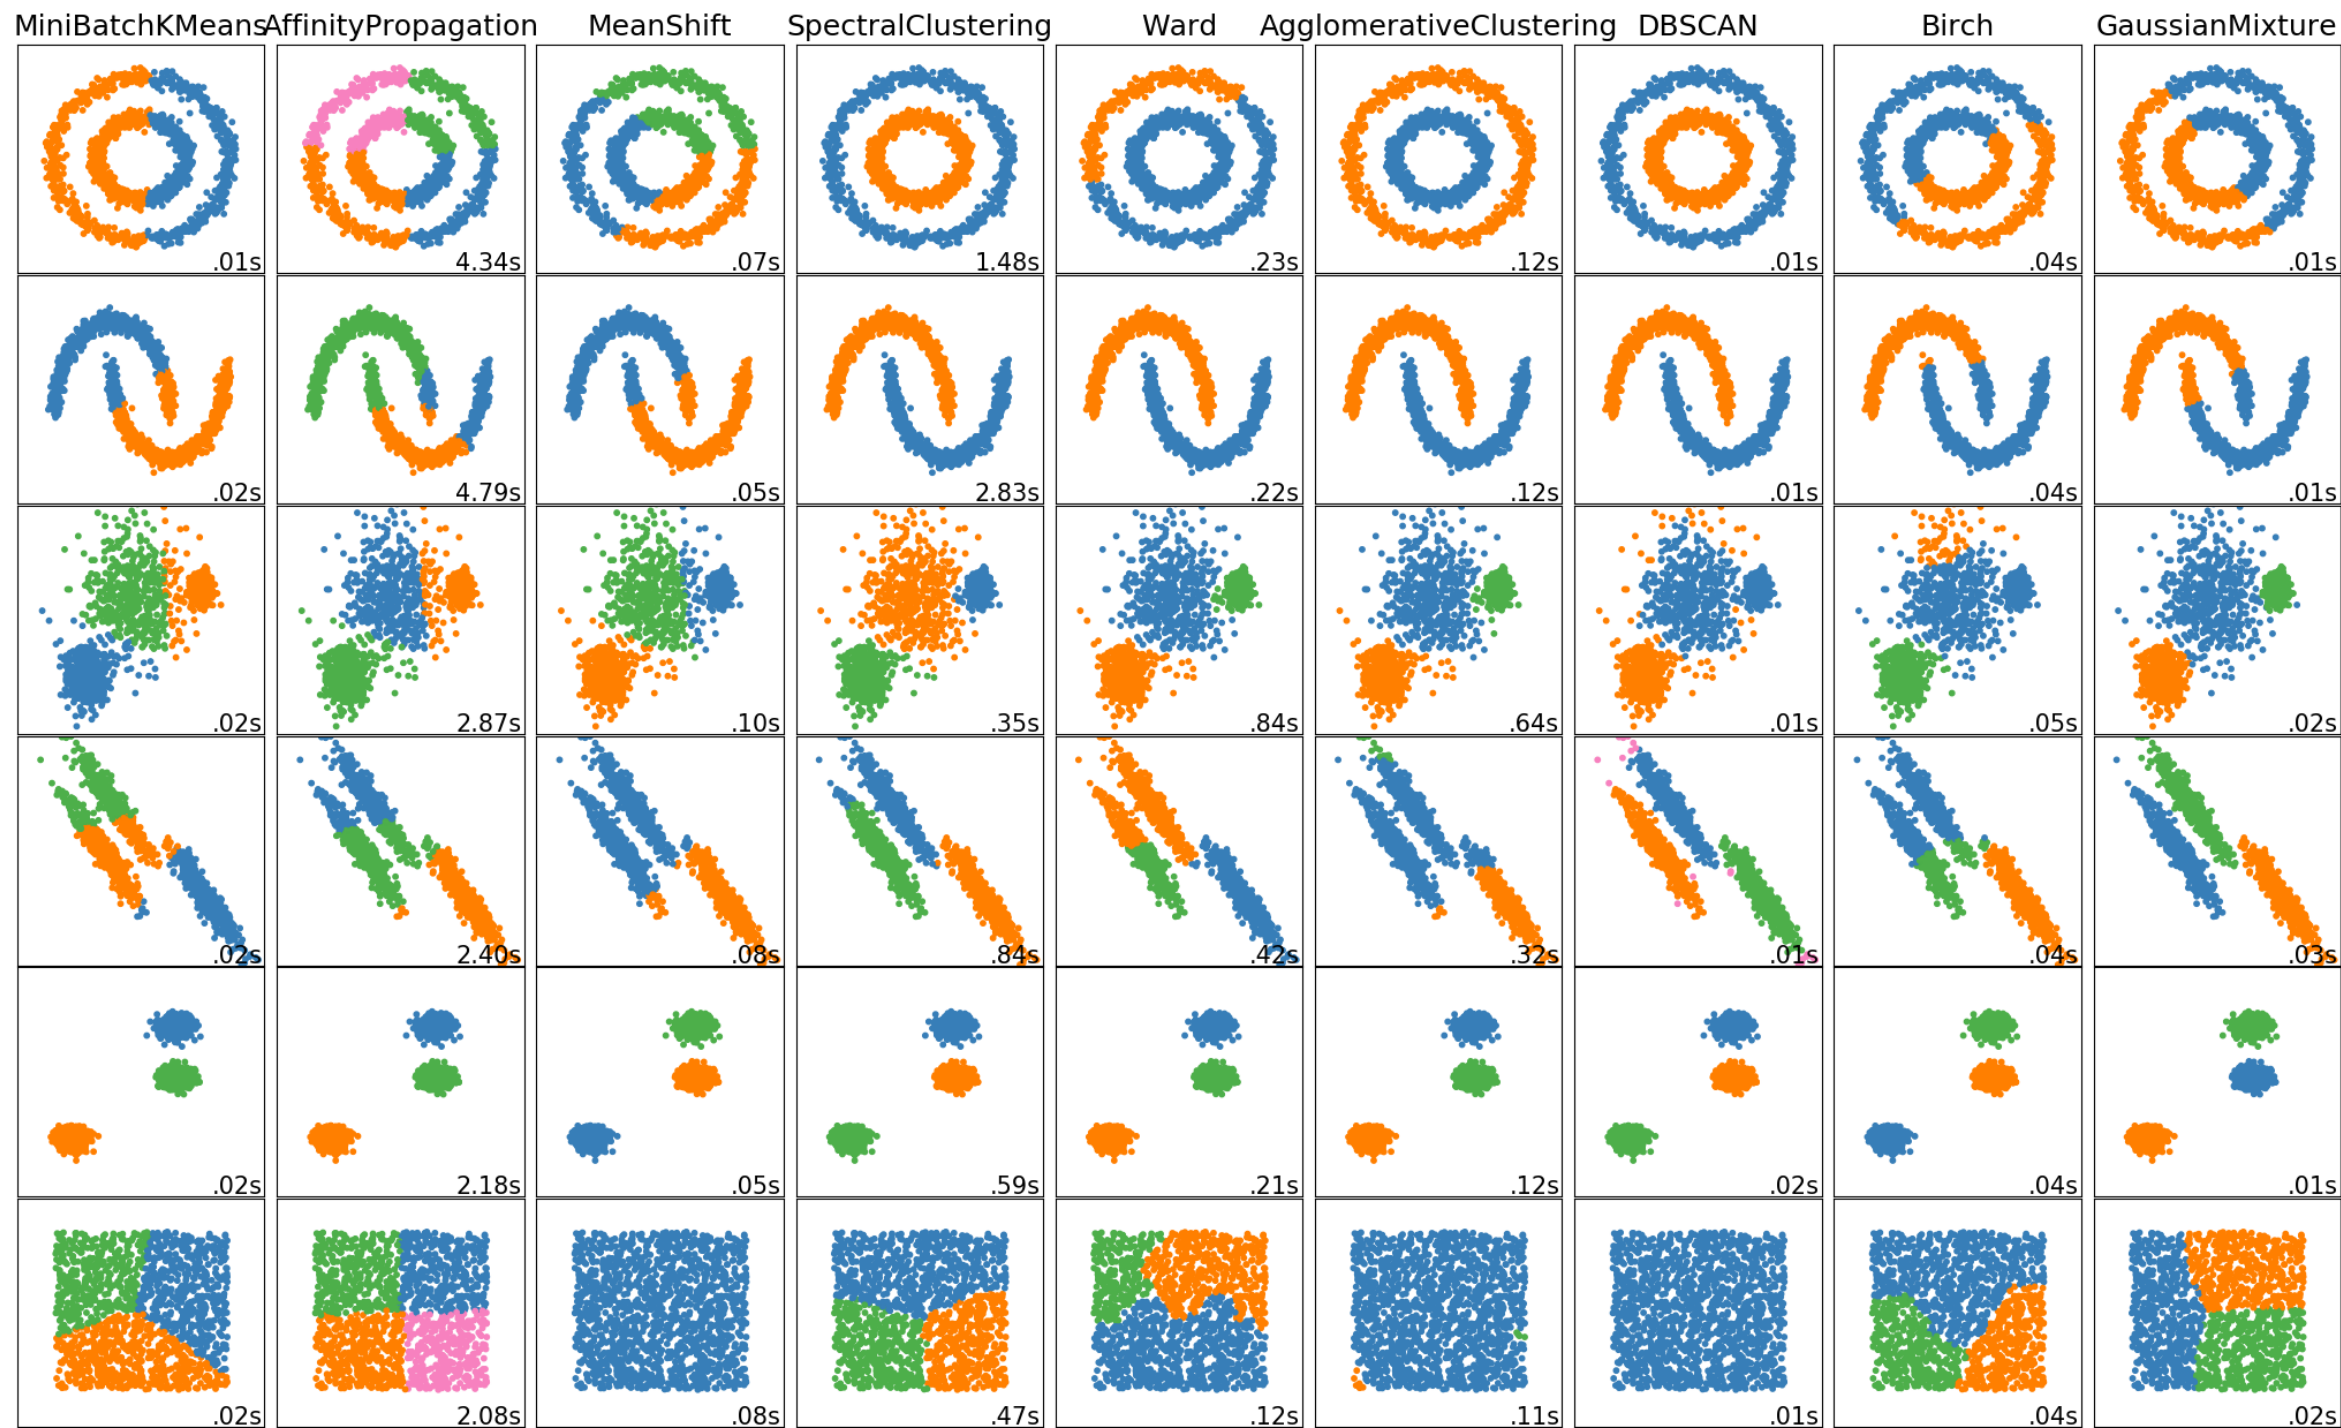 MiniBatchKMeans AffinityPropagation MeanShift SpectralClustering Ward AgglomerativeClustering DBSCAN Birch GaussianMixture
.01s 4.34s .07s 1.48s .23s .12s .01s .04s .01s
.02s 4.79s .05s 2.83s .22s .12s .01s .04s .01s
.02s 2.87s .10s .35s .84s .64s .01s .05s .02s
.02s 2.40s .08s .84s .42s .32s .01s .04s .03s
.02s 2.18s .05s .59s .21s .12s .02s .04s .01s
.02s 2.08s .08s .47s .12s .11s .01s .04s .02s